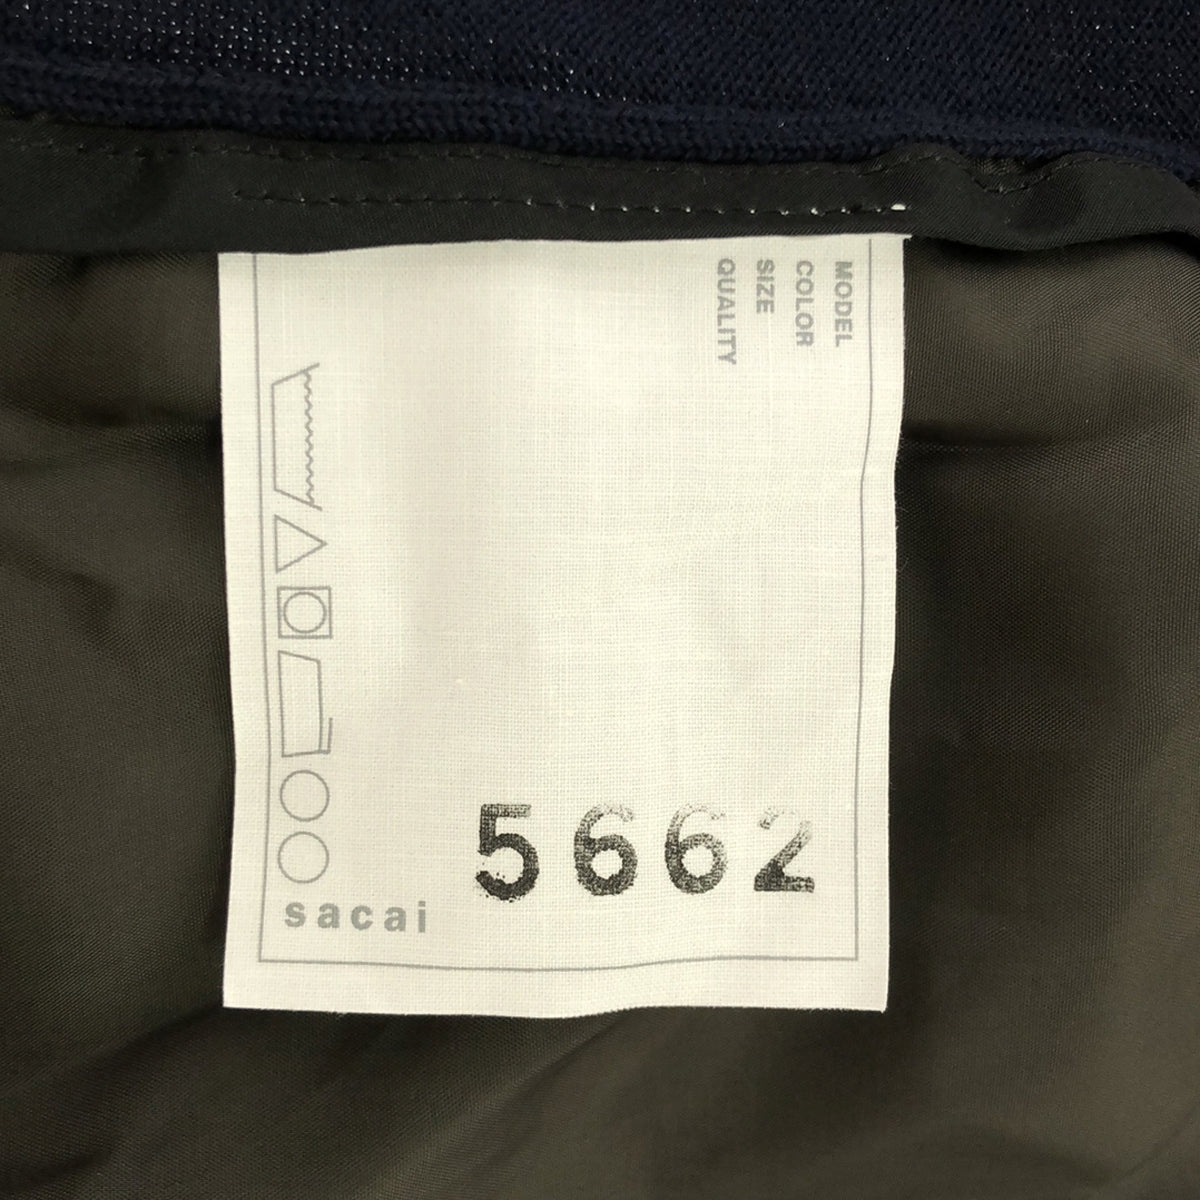 MODEL
COLOR
SIZE
QUALITY
5662
sacai